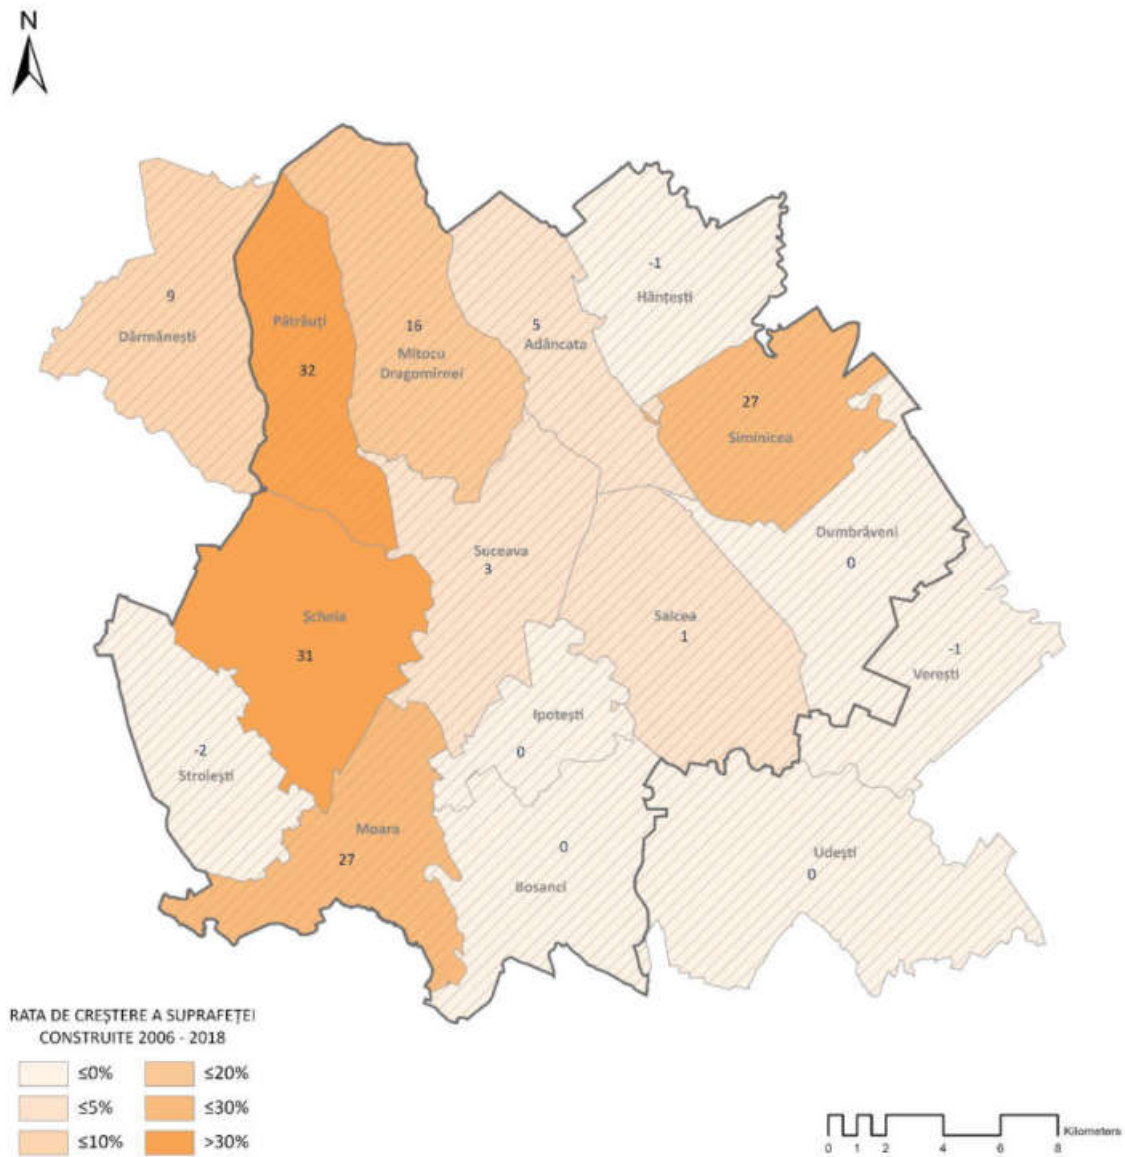 N
-1
Hănțești
9
Dărmănești
Pătrăuți
32
16
Mitocu
Dragomirnei
5
Adâncata
27
Siminicea
Dumbrăveni
0
Suceava
3
Șcheia
31
Salcea
1
-1
Verești
Ipotești
0
-2
Stroiești
Moara
27
0
Bosanci
Udești
0
RATA DE CREȘTERE A SUPRAFEȚEI
CONSTRUITE 2006 - 2018
≤0% ≤20%
≤5% ≤30%
≤10% >30%
Kilometers
0 1 2 4 6 8